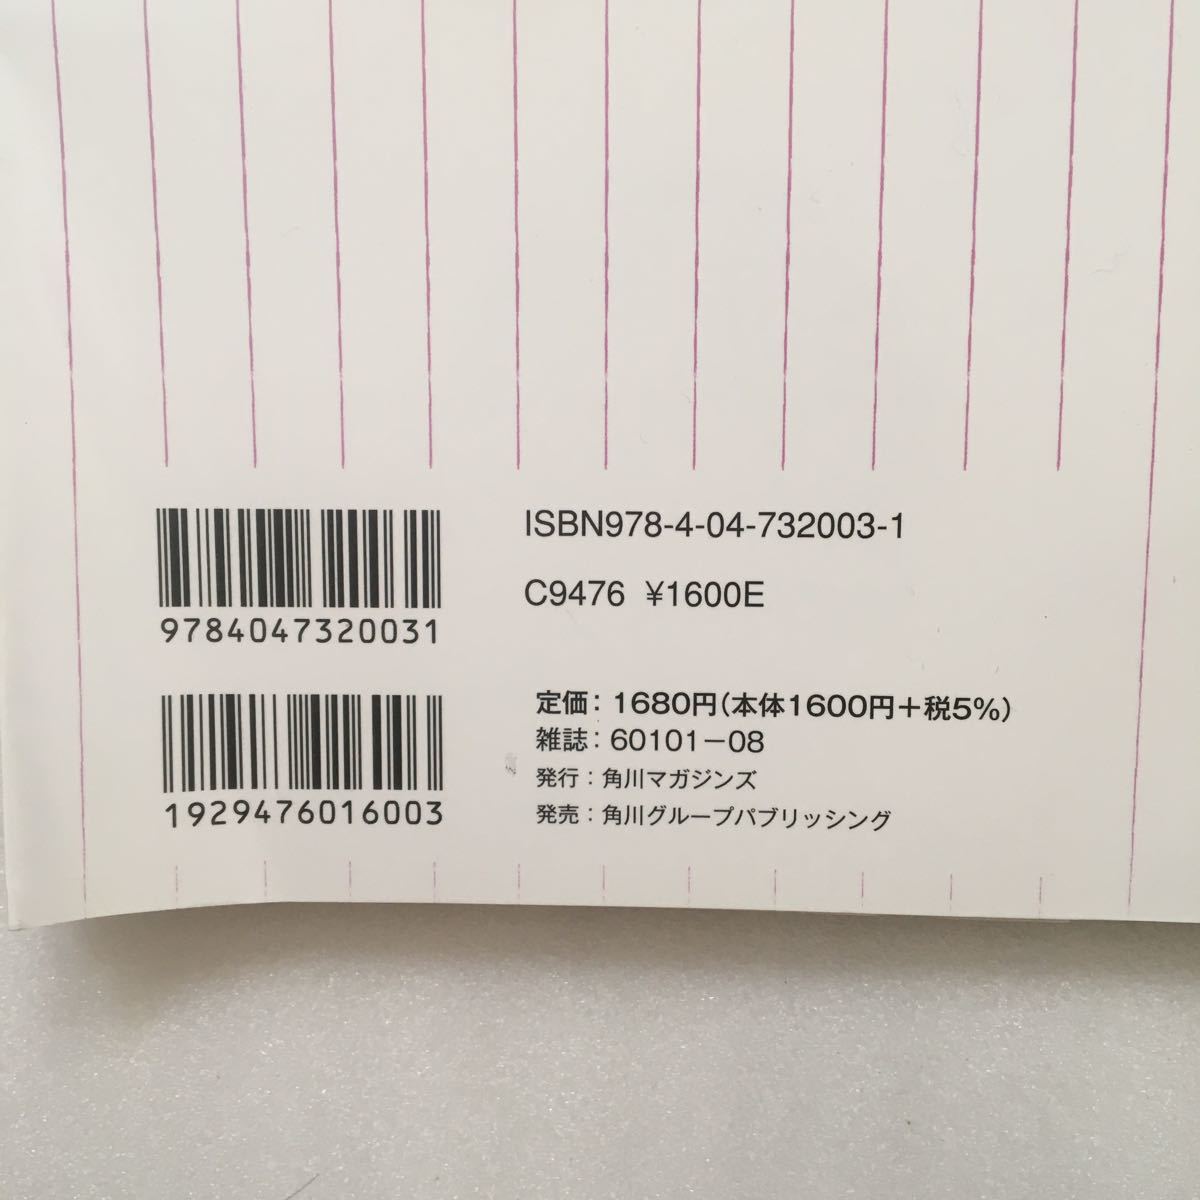 ISBN978-4-04-732003-1
C9476 ¥1600E
9784047320031
定価：1680円（本体1600円＋税5%）
雑誌：60101－08
発行：角川マガジンズ
発売：角川グループパブリッシング
1929476016003